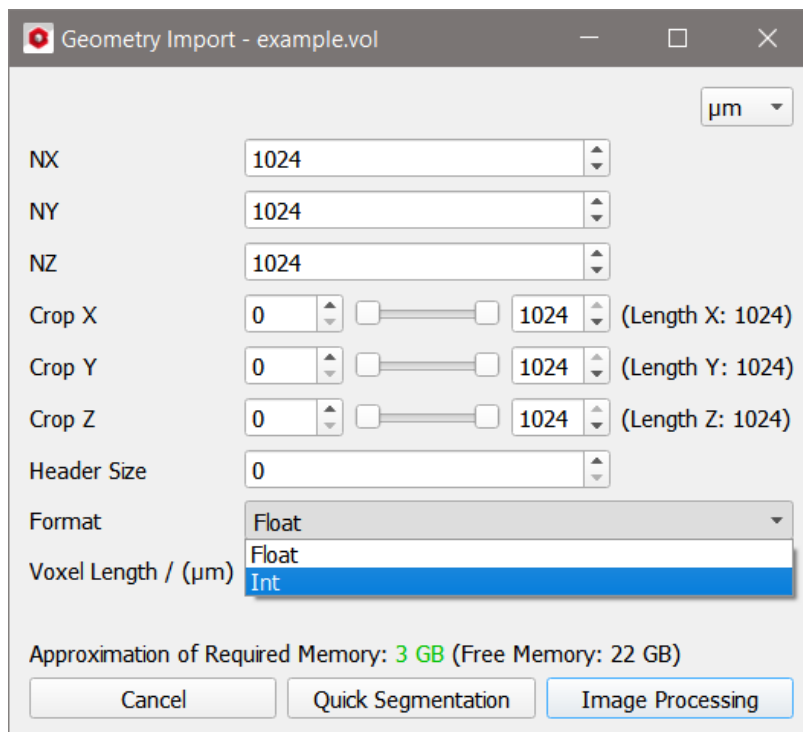 Geometry Import - example.vol
µm
NX 1024
NY 1024
NZ 1024
Crop X 0 1024 (Length X: 1024)
Crop Y 0 1024 (Length Y: 1024)
Crop Z 0 1024 (Length Z: 1024)
Header Size 0
Format Float
Float
Voxel Length / (µm) Int
Approximation of Required Memory: 3 GB (Free Memory: 22 GB)
Cancel Quick Segmentation Image Processing